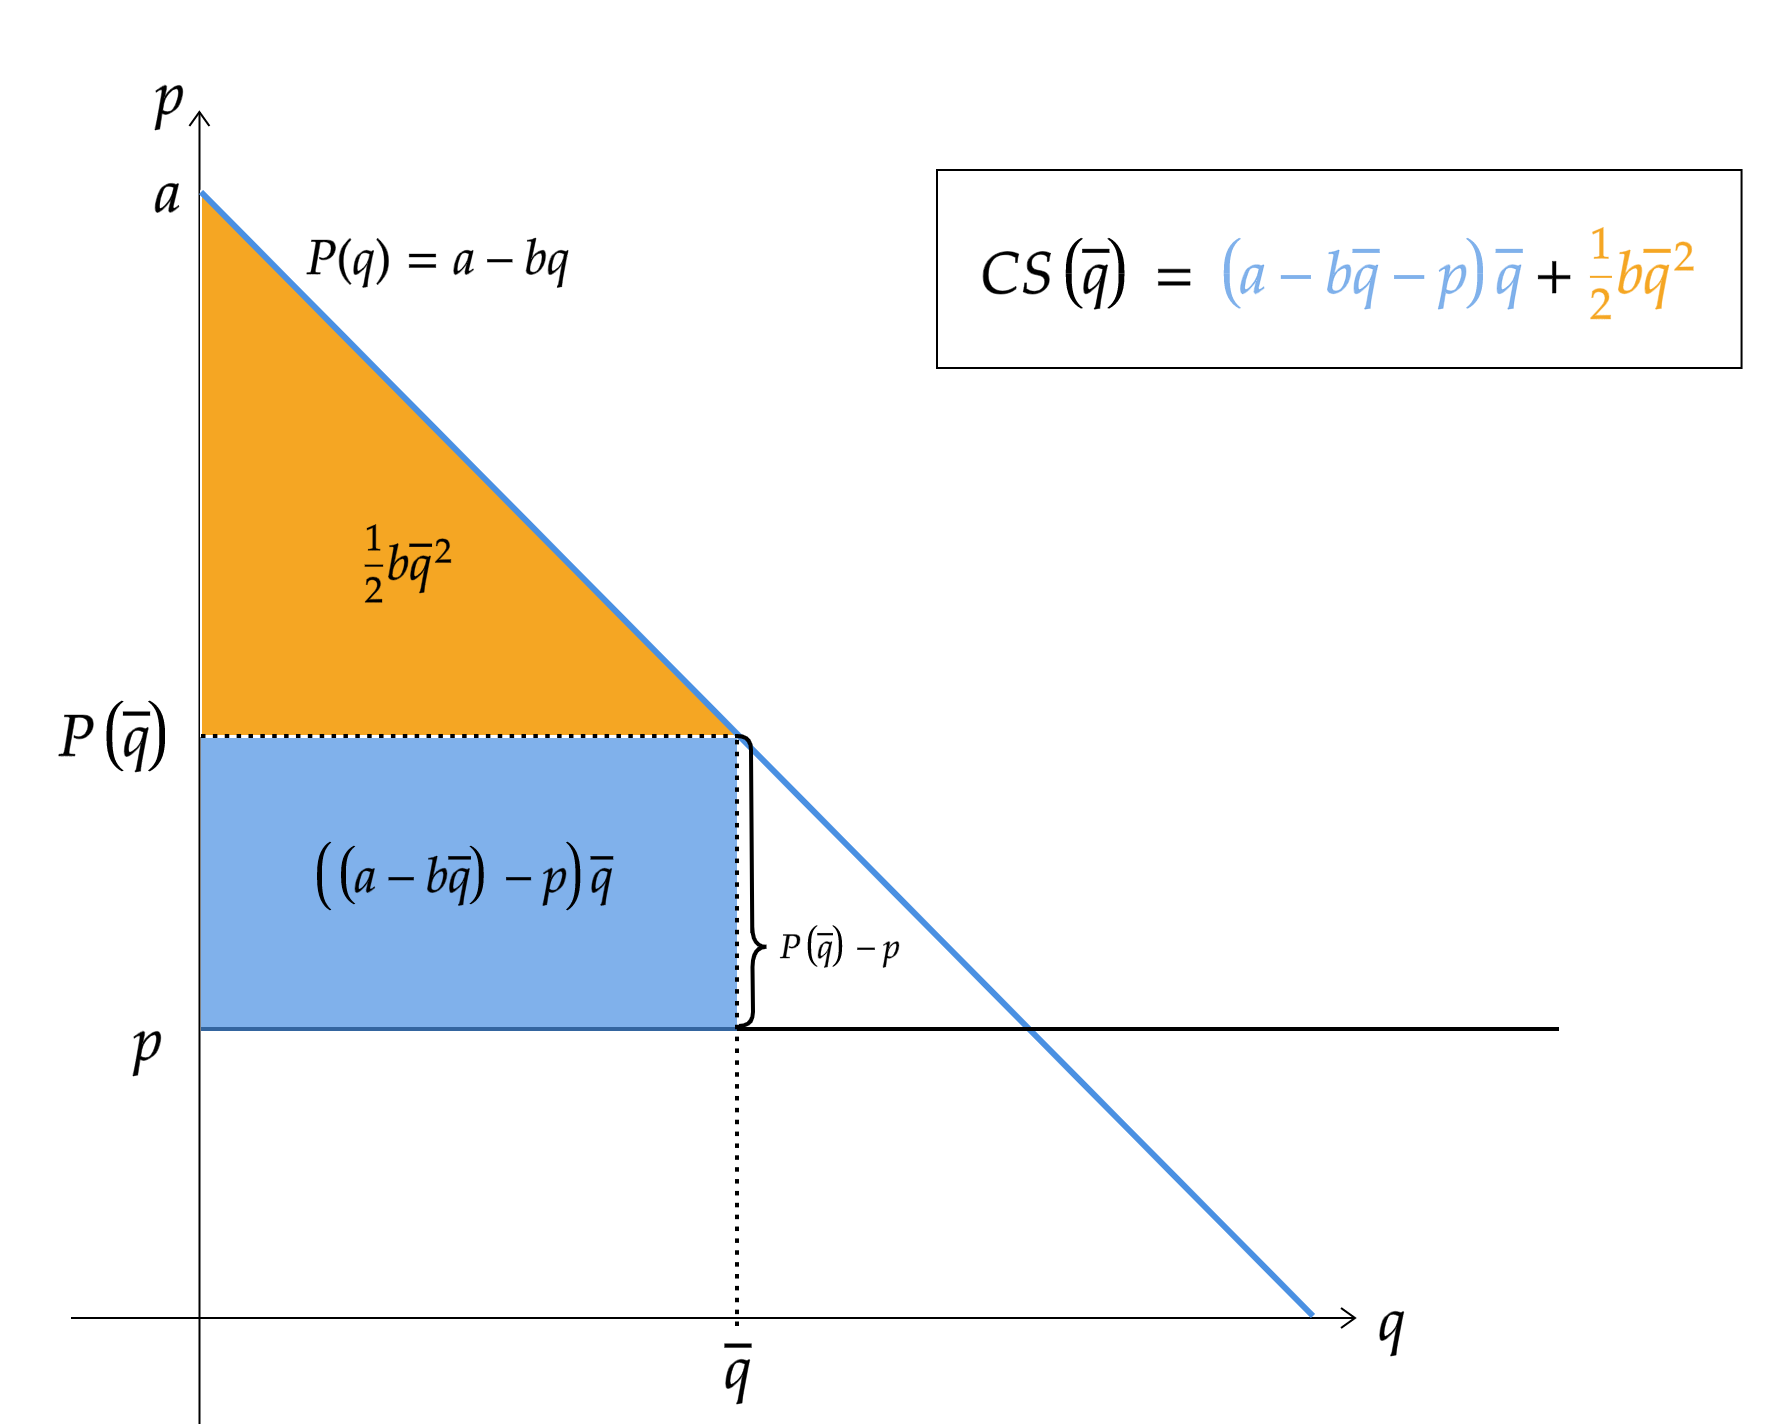 p
a
P(q) = a − bq
CS(q̅) = (a − bq̅ − p) q̅ + ½bq̅²
½bq̅²
P(q̅)
((a − bq̅) − p) q̅
P(q̅) − p
p
q
q̅